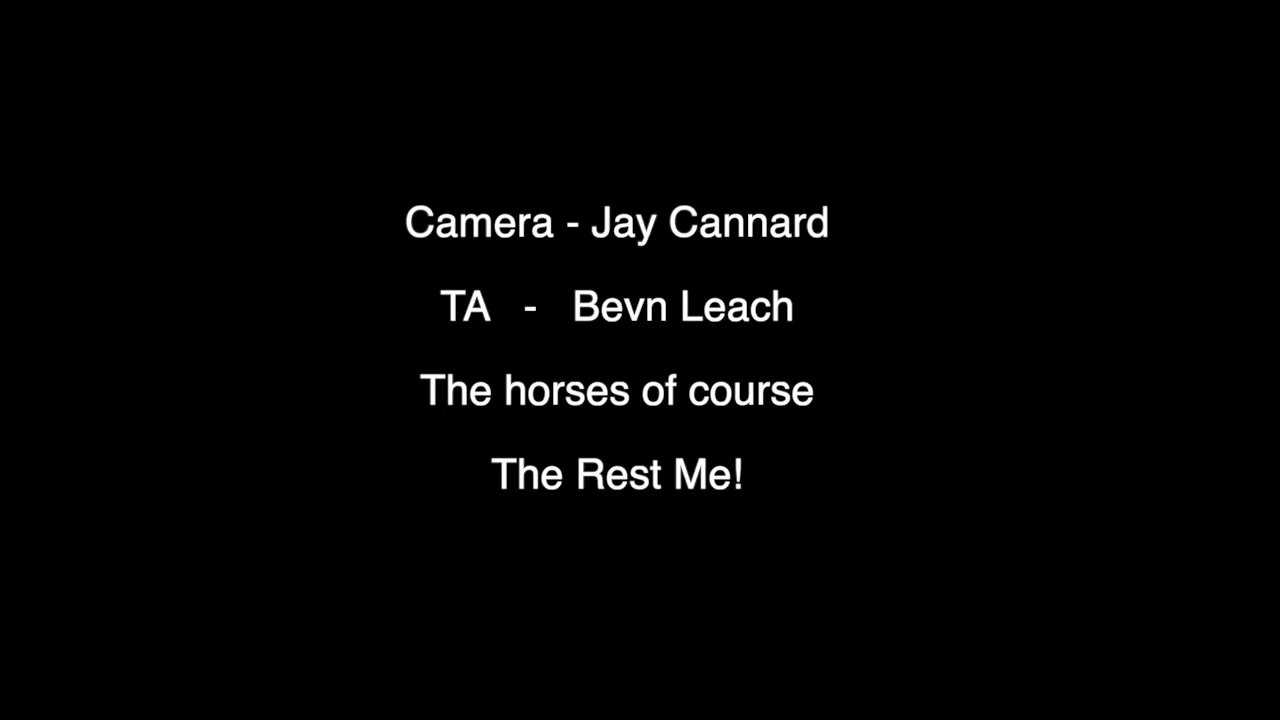 Camera - Jay Cannard
TA - Bevn Leach
The horses of course
The Rest Me!